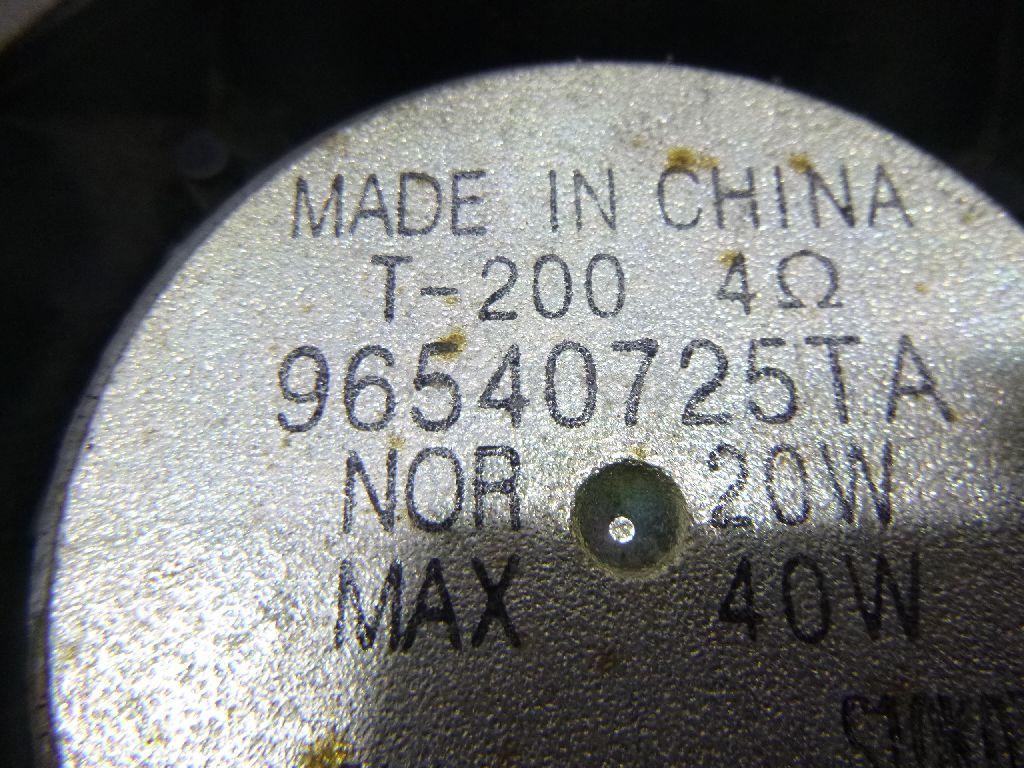 MADE IN CHINA
T-200 4Ω
96540725TA
NOR 20W
MAX 40W